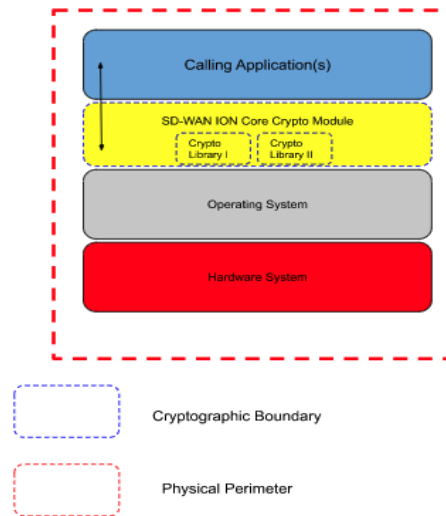 Calling Application(s)
SD-WAN ION Core Crypto Module
Crypto
Library I
Crypto
Library II
Operating System
Hardware System
Cryptographic Boundary
Physical Perimeter